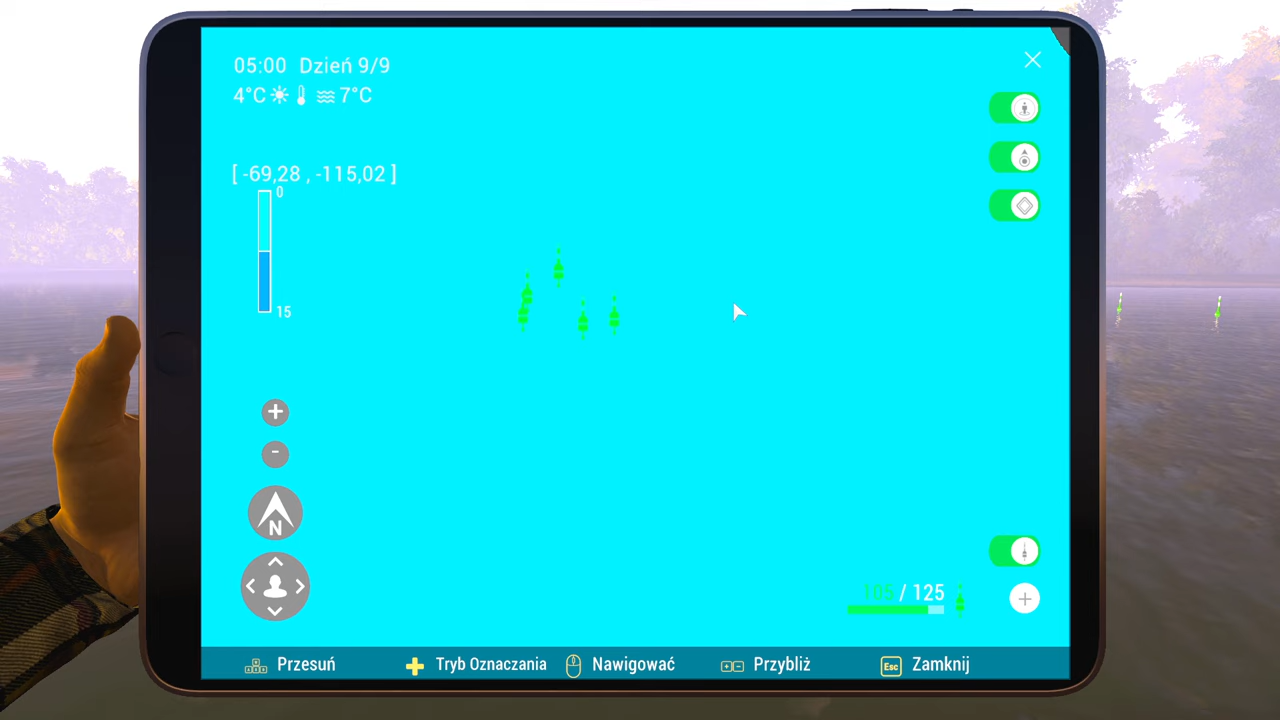 05:00 Dzień 9/9
4°C 7°C
[ -69,28 , -115,02 ]
0
15
+
-
N
105 / 125
Przesuń
Tryb Oznaczania
Nawigować
Przybliż
Esc Zamknij